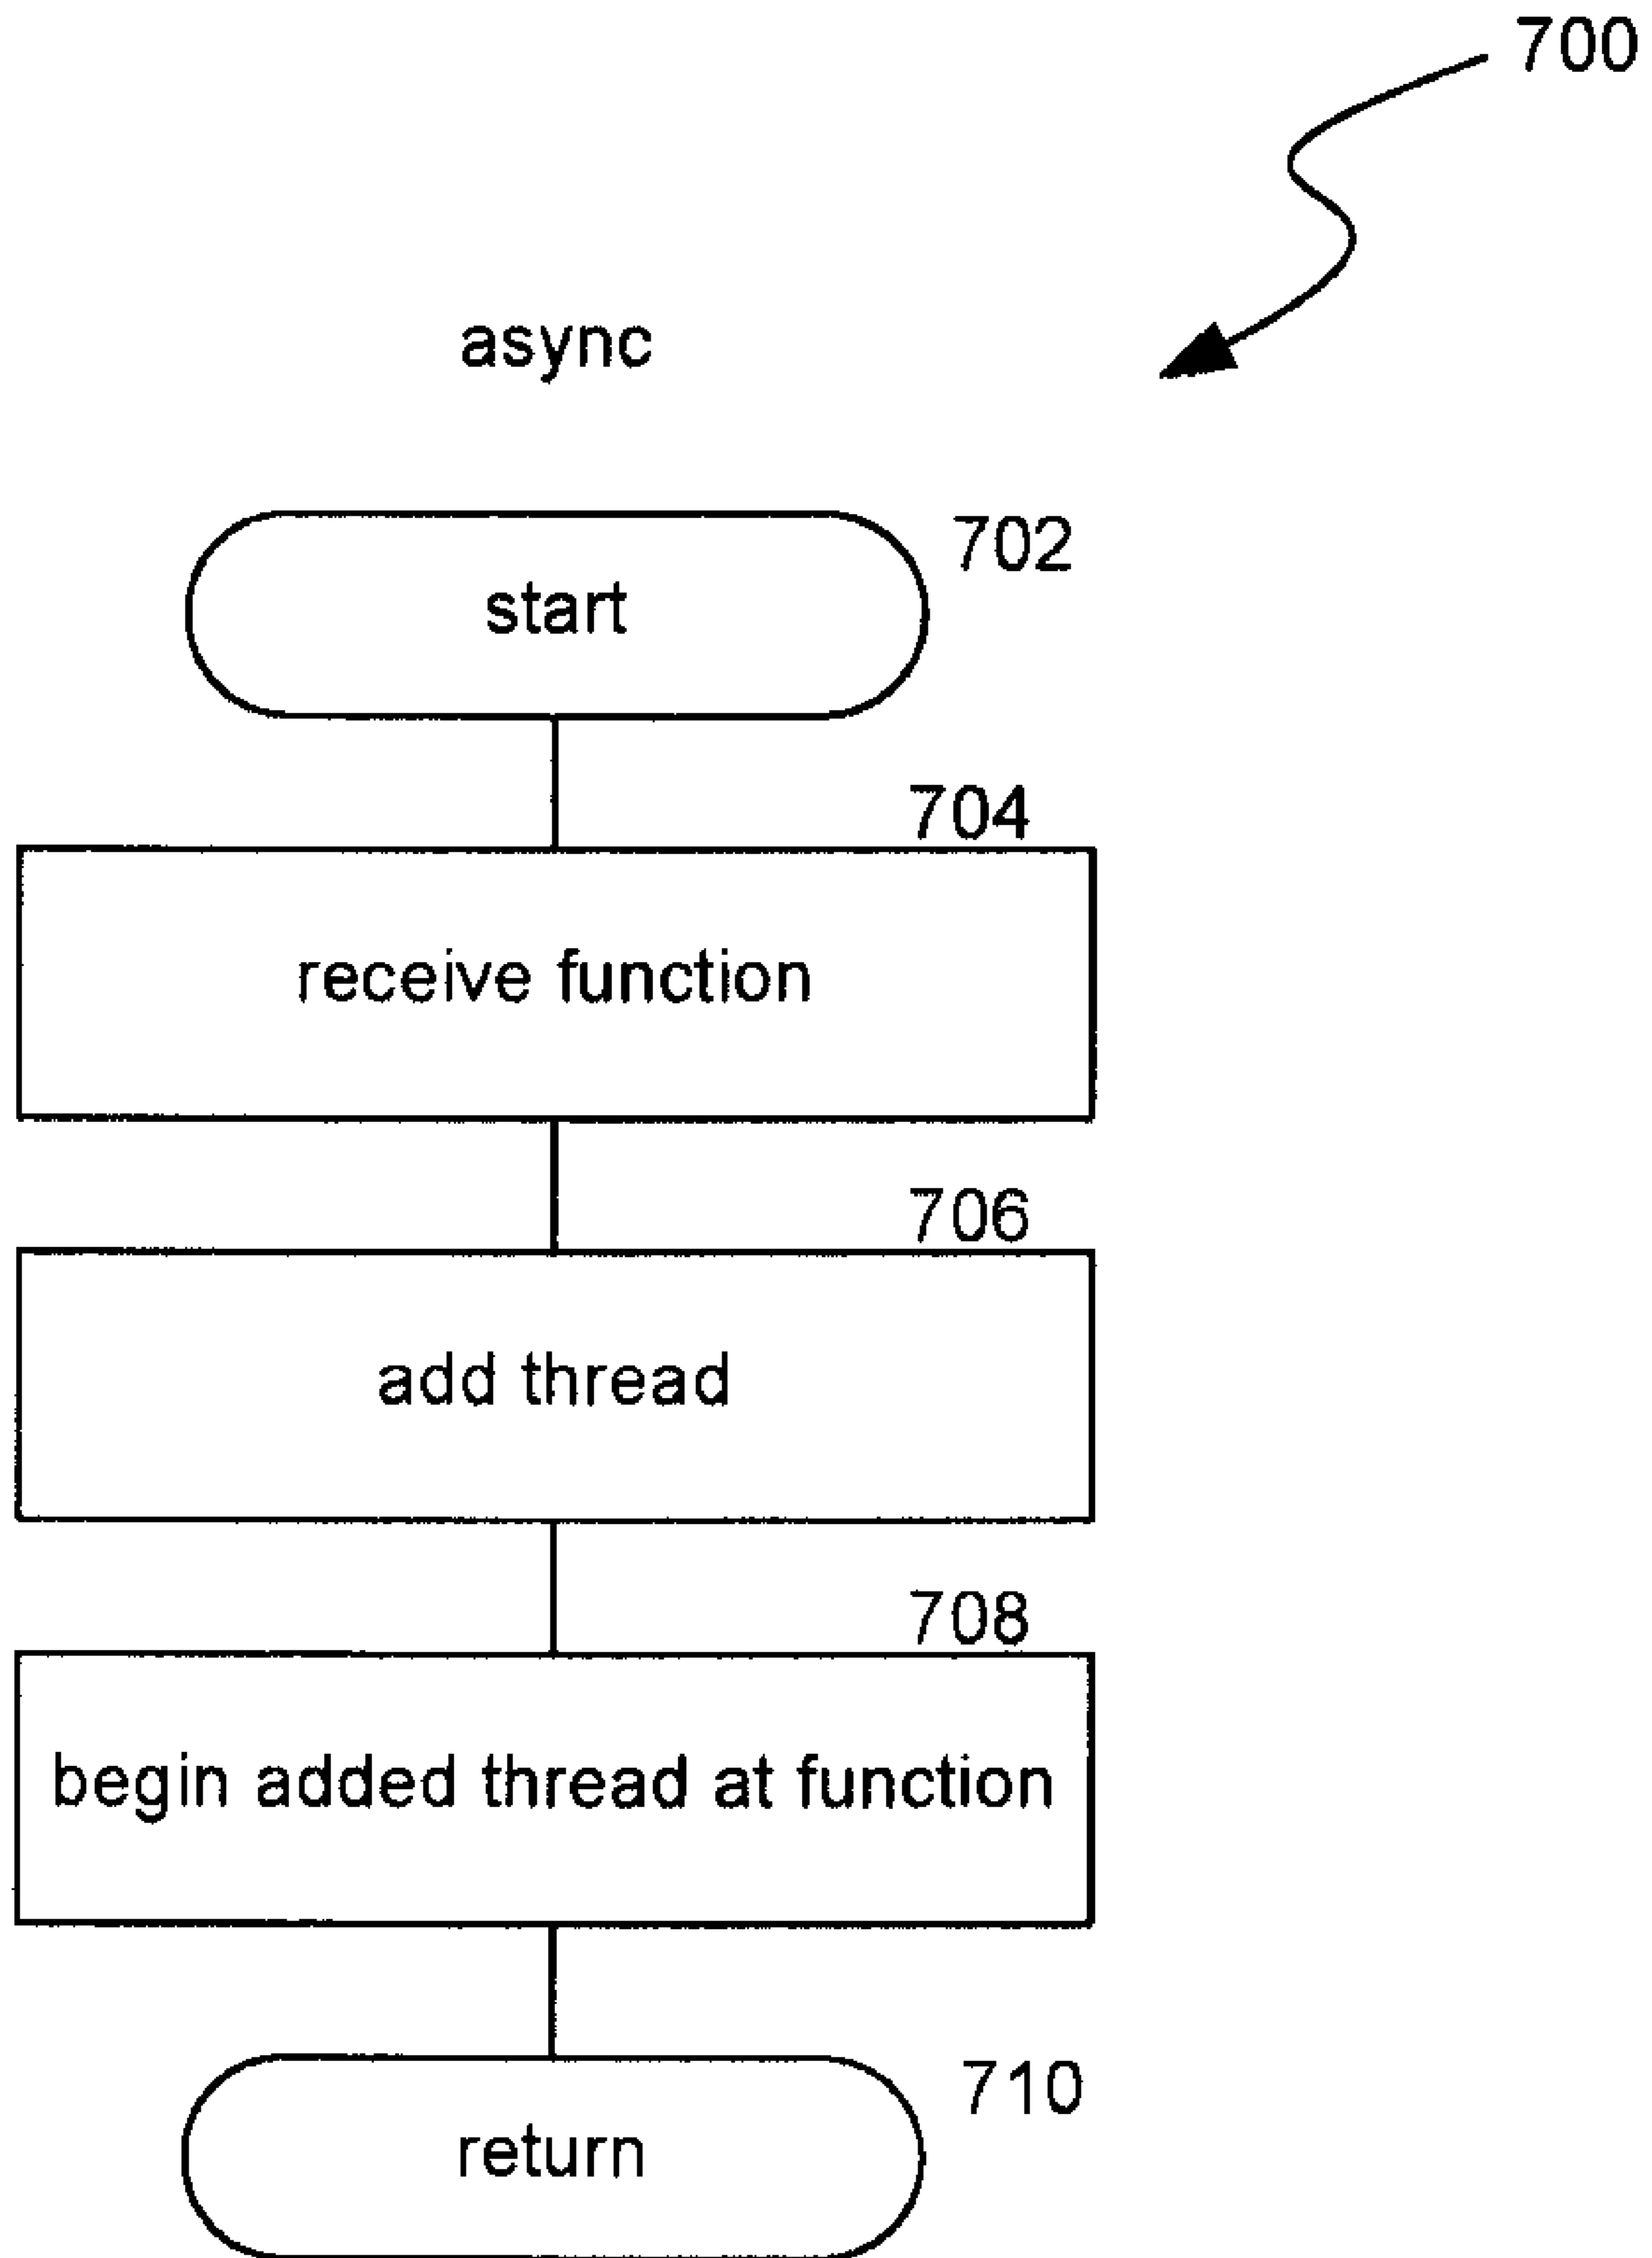 700
async
702
start
704
receive function
706
add thread
708
begin added thread at function
710
return